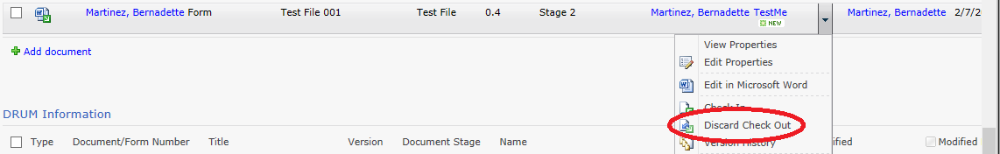 Martinez, Bernadette Form Test File 001 Test File 0.4 Stage 2 Martinez, Bernadette TestMe Martinez, Bernadette 2/7/2
NEW
View Properties
Add document
Edit Properties
Edit in Microsoft Word
Check In
DRUM Information
Discard Check Out
Type Document/Form Number Title Version Document Stage Name Version History Modified